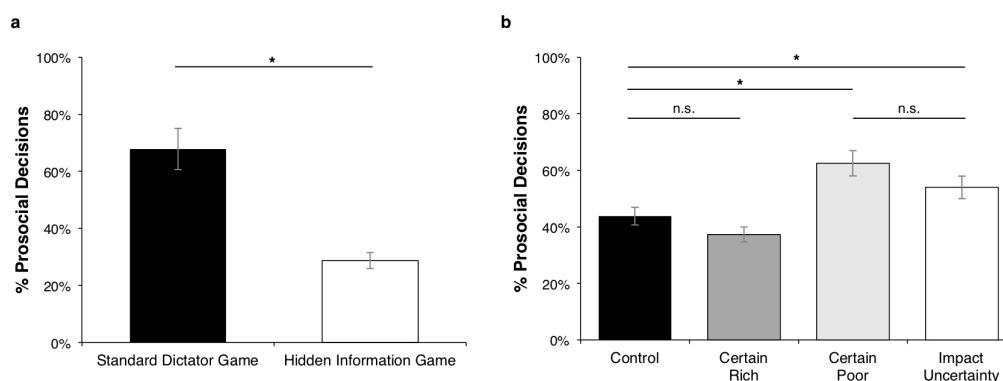 a
100%
80%
60%
40%
20%
0%
% Prosocial Decisions
*
Standard Dictator Game
Hidden Information Game
b
100%
80%
60%
40%
20%
0%
% Prosocial Decisions
*
*
n.s.
n.s.
Control
Certain
Rich
Certain
Poor
Impact
Uncertainty